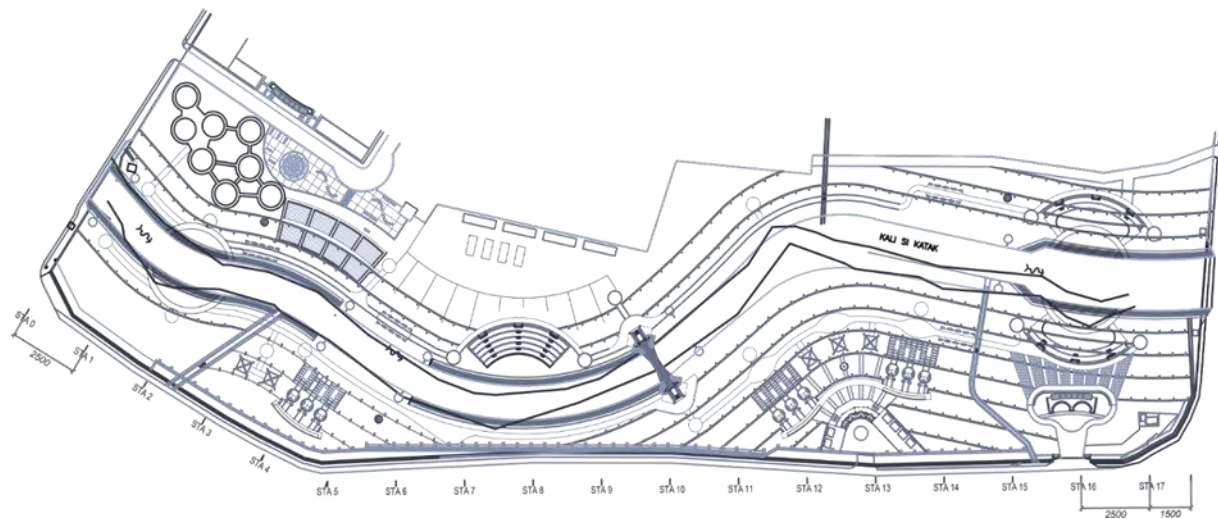 KALI SI KATAK
STA 0
2500
STA 1
STA 2
STA 3
STA 4
STA 5
STA 6
STA 7
STA 8
STA 9
STA 10
STA 11
STA 12
STA 13
STA 14
STA 15
STA 16
STA 17
2500
1500